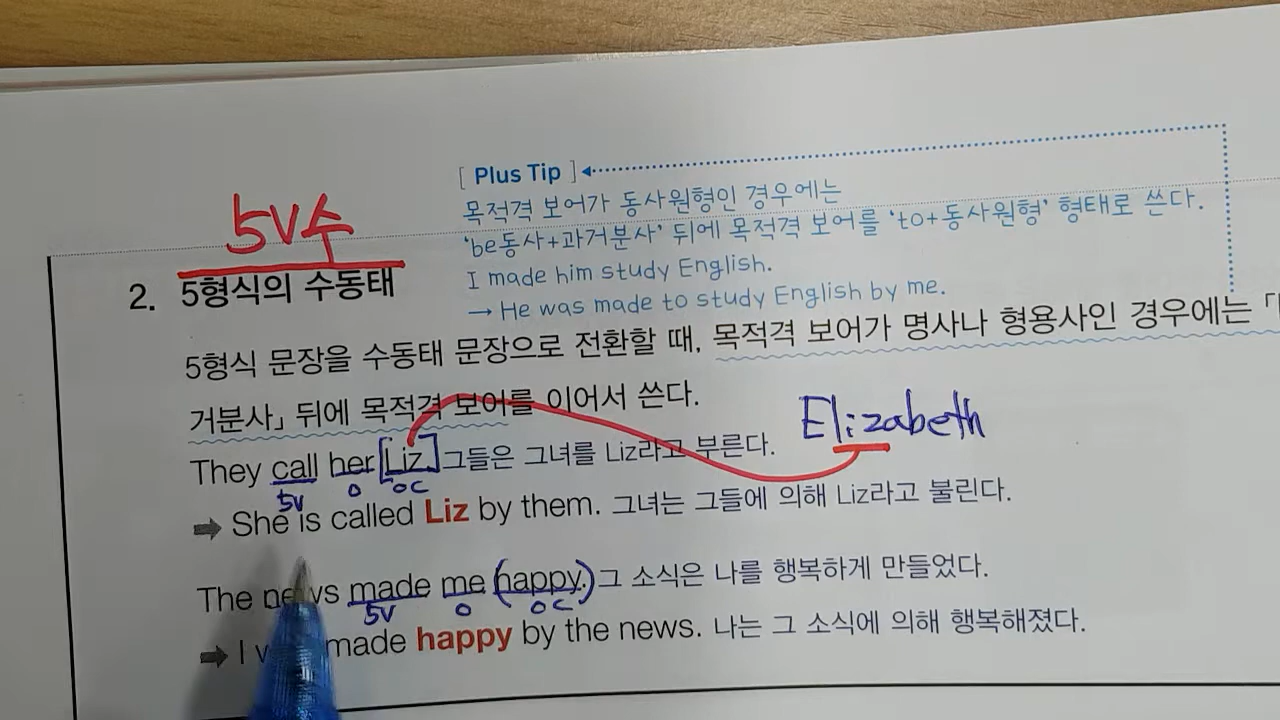 [ Plus Tip ]
목적격 보어가 동사원형인 경우에는
'be동사+과거분사' 뒤에 목적격 보어를 'to+동사원형' 형태로 쓴다.
I made him study English.
→ He was made to study English by me.
5V수
2. 5형식의 수동태
5형식 문장을 수동태 문장으로 전환할 때, 목적격 보어가 명사나 형용사인 경우에는 「
거분사」 뒤에 목적격 보어를 이어서 쓴다.
Elizabeth
They call her [Liz.] 그들은 그녀를 Liz라고 부른다.
5V O OC
➡ She is called Liz by them. 그녀는 그들에 의해 Liz라고 불린다.
The news made me (happy.) 그 소식은 나를 행복하게 만들었다.
5V O OC
➡ I made happy by the news. 나는 그 소식에 의해 행복해졌다.